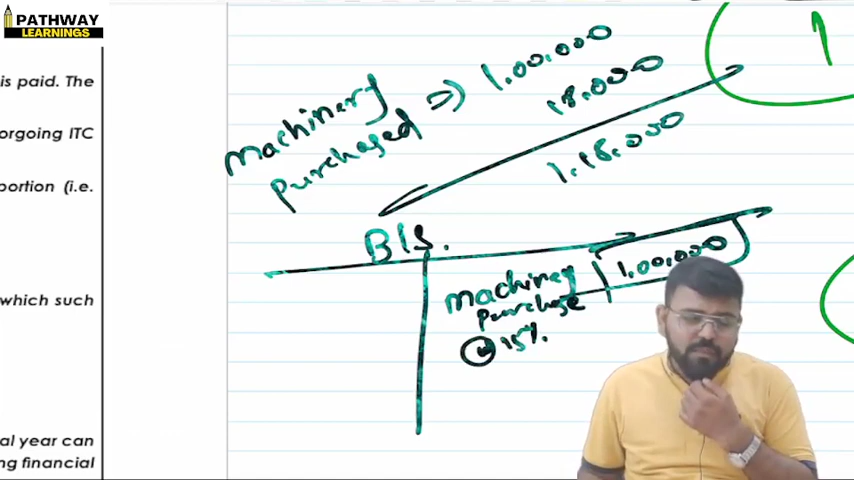 PATHWAY
LEARNINGS
is paid. The
orgoing ITC
portion (i.e.
which such
al year can
ng financial
machinery
purchased => 1.00.000
18.000
1.18.000
B/S.
machinery 1.00.000
purchase
@ 15%.
1